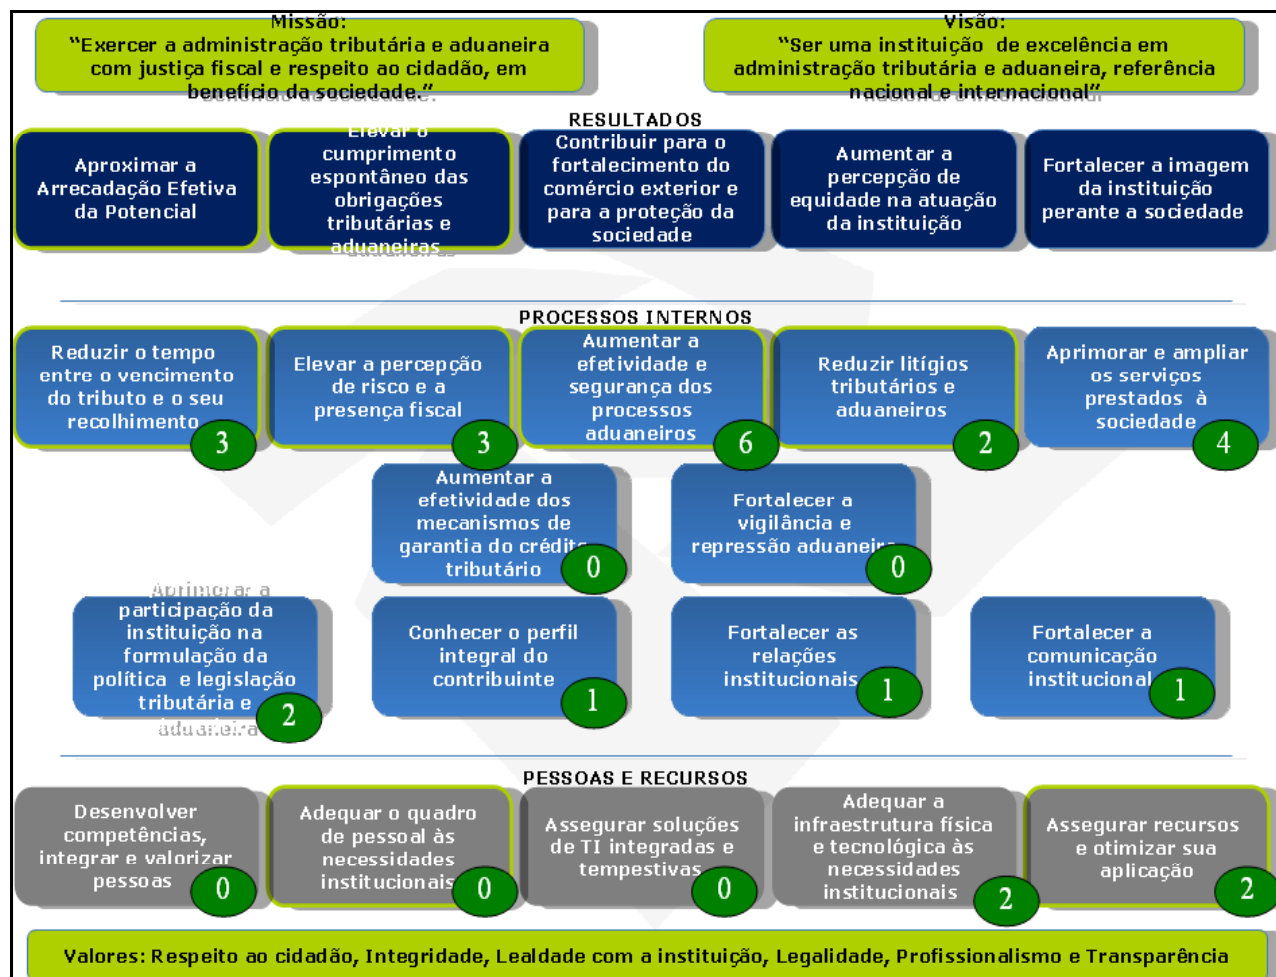 Missão:
“Exercer a administração tributária e aduaneira
com justiça fiscal e respeito ao cidadão, em
benefício da sociedade.”
Visão:
“Ser uma instituição de excelência em
administração tributária e aduaneira, referência
nacional e internacional”
RESULTADOS
Aproximar a
Arrecadação Efetiva
da Potencial
Elevar o
cumprimento
espontâneo das
obrigações
tributárias e
aduaneiras
Contribuir para o
fortalecimento do
comércio exterior e
para a proteção da
sociedade
Aumentar a
percepção de
equidade na atuação
da instituição
Fortalecer a imagem
da instituição
perante a sociedade
PROCESSOS INTERNOS
Reduzir o tempo
entre o vencimento
do tributo e o seu
recolhimento
3
Elevar a percepção
de risco e a
presença fiscal
3
Aumentar a
efetividade e
segurança dos
processos
aduaneiros
6
Reduzir litígios
tributários e
aduaneiros
2
Aprimorar e ampliar
os serviços
prestados à
sociedade
4
Aumentar a
efetividade dos
mecanismos de
garantia do crédito
tributário
0
Fortalecer a
vigilância e
repressão aduaneira
0
Aprimorar a
participação da
instituição na
formulação da
política e legislação
tributária e
aduaneira
2
Conhecer o perfil
integral do
contribuinte
1
Fortalecer as
relações
institucionais
1
Fortalecer a
comunicação
institucional
1
PESSOAS E RECURSOS
Desenvolver
competências,
integrar e valorizar
pessoas
0
Adequar o quadro
de pessoal às
necessidades
institucionais
0
Assegurar soluções
de TI integradas e
tempestivas
0
Adequar a
infraestrutura física
e tecnológica às
necessidades
institucionais
2
Assegurar recursos
e otimizar sua
aplicação
2
Valores: Respeito ao cidadão, Integridade, Lealdade com a instituição, Legalidade, Profissionalismo e Transparência